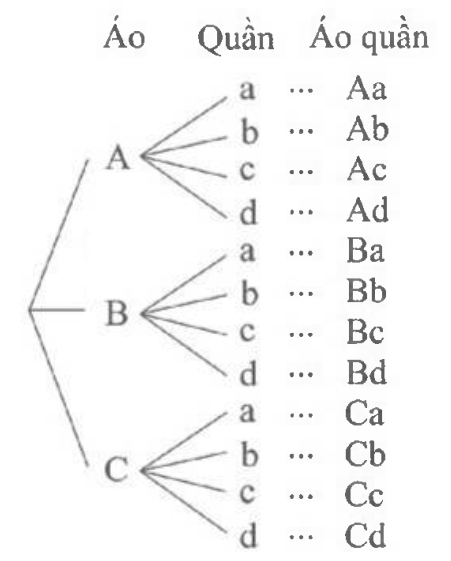 Áo Quần Áo quần
a ... Aa
b ... Ab
A
c ... Ac
d ... Ad
a ... Ba
b ... Bb
B
c ... Bc
d ... Bd
a ... Ca
b ... Cb
C
c ... Cc
d ... Cd